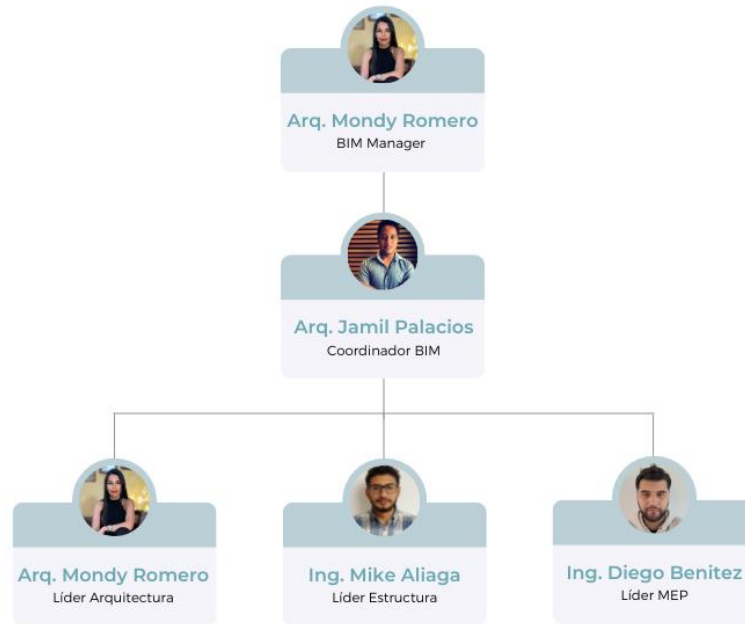 Arq. Mondy Romero
BIM Manager
Arq. Jamil Palacios
Coordinador BIM
Arq. Mondy Romero
Líder Arquitectura
Ing. Mike Aliaga
Líder Estructura
Ing. Diego Benitez
Líder MEP